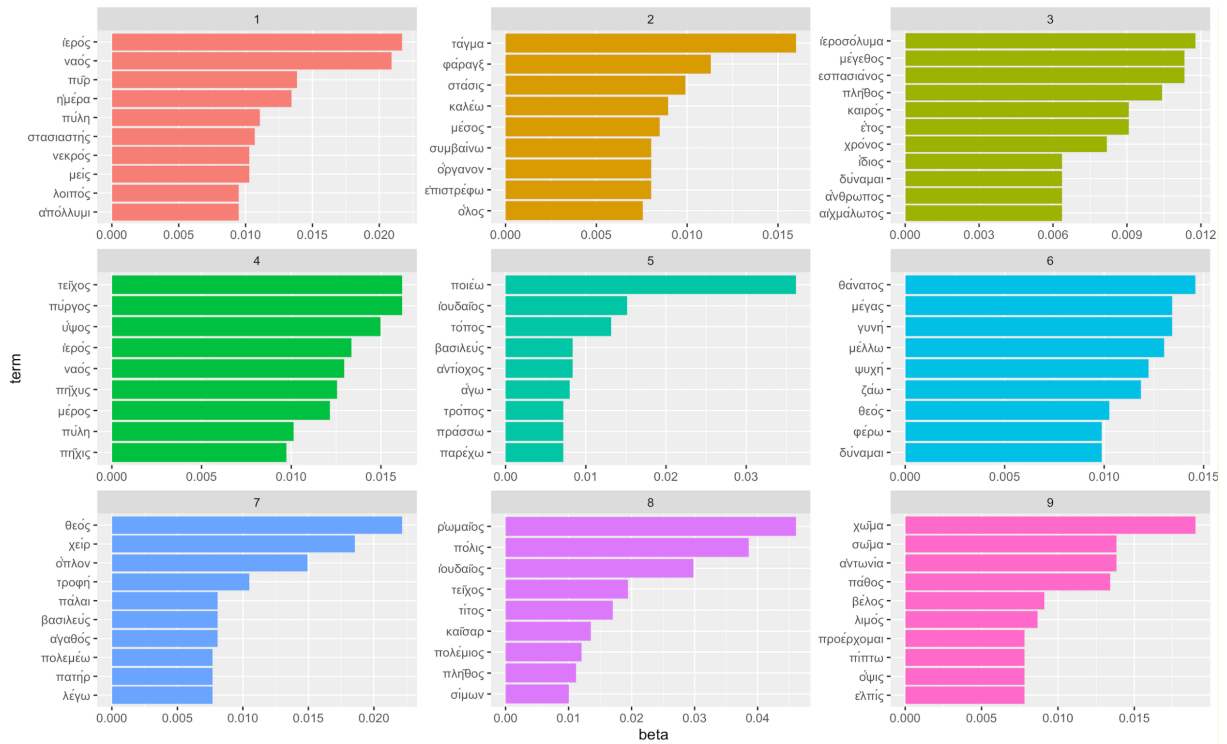 1
ἱερός
ναός
πῦρ
ἡμέρα
πύλη
στασιαστής
νεκρός
μείς
λοιπός
ἀπόλλυμι
0.000 0.005 0.010 0.015 0.020
2
τάγμα
φάραγξ
στάσις
καλέω
μέσος
συμβαίνω
ὄργανον
ἐπιστρέφω
ὅλος
0.000 0.005 0.010 0.015
3
ἱεροσόλυμα
μέγεθος
εσπασιάνος
πλῆθος
καιρός
ἔτος
χρόνος
ἴδιος
δύναμαι
ἄνθρωπος
αἰχμάλωτος
0.000 0.003 0.006 0.009 0.012
term
4
τεῖχος
πύργος
ὕψος
ἱερός
ναός
πῆχυς
μέρος
πύλη
πῆχις
0.000 0.005 0.010 0.015
5
ποιέω
ἰουδαῖος
τόπος
βασιλεύς
ἀντίοχος
ἄγω
τρόπος
πράσσω
παρέχω
0.00 0.01 0.02 0.03
6
θάνατος
μέγας
γυνή
μέλλω
ψυχή
ζάω
θεός
φέρω
δύναμαι
0.000 0.005 0.010 0.015
7
θεός
χείρ
ὅπλον
τροφή
πάλαι
βασιλεύς
ἀγαθός
πολεμέω
πατήρ
λέγω
0.000 0.005 0.010 0.015 0.020
8
ῥωμαῖος
πόλις
ἰουδαῖος
τεῖχος
τίτος
καῖσαρ
πολέμιος
πλῆθος
σίμων
0.00 0.01 0.02 0.03 0.04
9
χῶμα
σῶμα
ἀντωνία
πάθος
βέλος
λιμός
προέρχομαι
πίπτω
ὄψις
ἐλπίς
0.000 0.005 0.010 0.015
beta